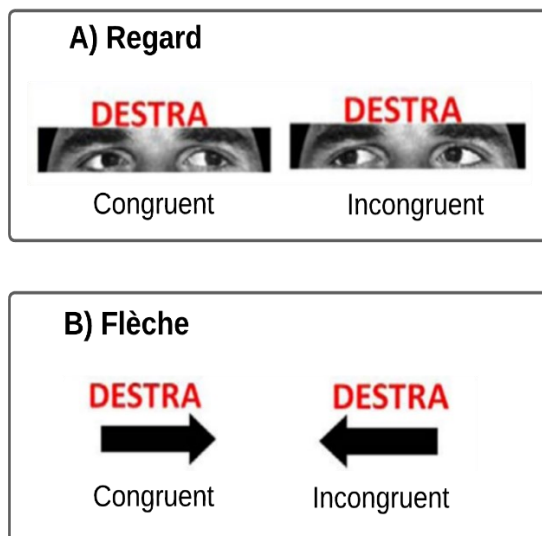 A) Regard
DESTRA DESTRA
Congruent Incongruent
B) Flèche
DESTRA DESTRA
Congruent Incongruent